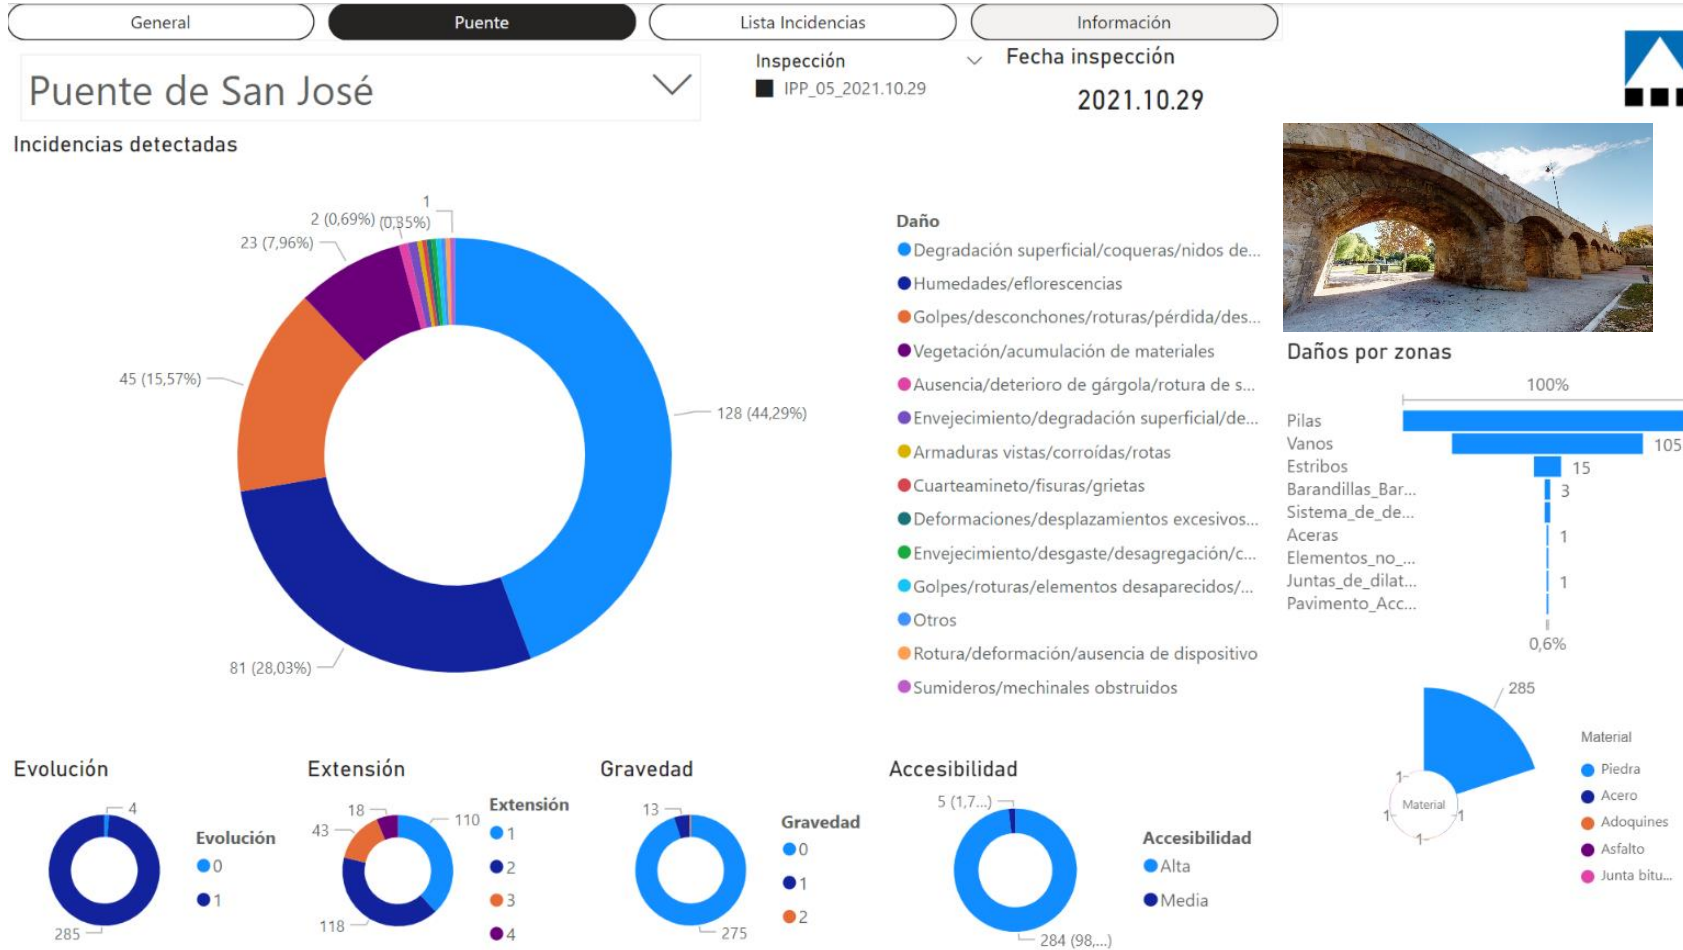 General
Puente
Lista Incidencias
Información
Puente de San José
Inspección
IPP_05_2021.10.29
Fecha inspección
2021.10.29
Incidencias detectadas
1
2 (0,69%)
(0,35%)
23 (7,96%)
45 (15,57%)
128 (44,29%)
81 (28,03%)
Daño
Degradación superficial/coqueras/nidos de...
Humedades/eflorescencias
Golpes/desconchones/roturas/pérdida/des...
Vegetación/acumulación de materiales
Ausencia/deterioro de gárgola/rotura de s...
Envejecimiento/degradación superficial/de...
Armaduras vistas/corroídas/rotas
Cuarteamineto/fisuras/grietas
Deformaciones/desplazamientos excesivos...
Envejecimiento/desgaste/desagregación/c...
Golpes/roturas/elementos desaparecidos/...
Otros
Rotura/deformación/ausencia de dispositivo
Sumideros/mechinales obstruidos
Daños por zonas
100%
Pilas
Vanos
105
Estribos
15
Barandillas_Bar...
3
Sistema_de_de...
Aceras
1
Elementos_no_...
Juntas_de_dilat...
1
Pavimento_Acc...
0,6%
285
1
1
1
1
Material
Material
Piedra
Acero
Adoquines
Asfalto
Junta bitu...
Evolución
4
285
Evolución
0
1
Extensión
18
110
43
118
Extensión
1
2
3
4
Gravedad
13
275
Gravedad
0
1
2
Accesibilidad
5 (1,7...)
284 (98,...)
Accesibilidad
Alta
Media